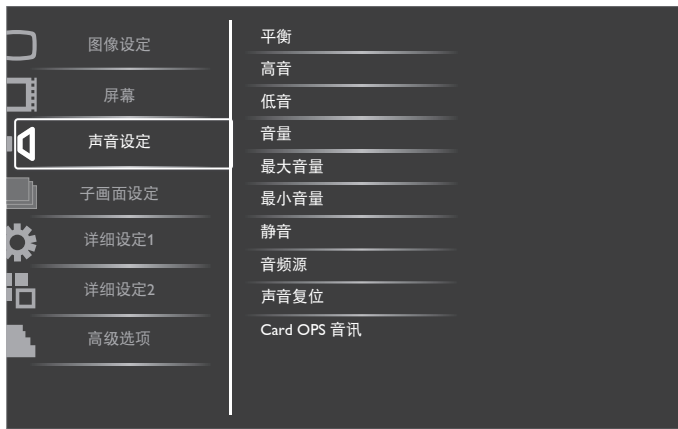 图像设定
屏幕
声音设定
子画面设定
详细设定1
详细设定2
高级选项
平衡
高音
低音
音量
最大音量
最小音量
静音
音频源
声音复位
Card OPS 音讯